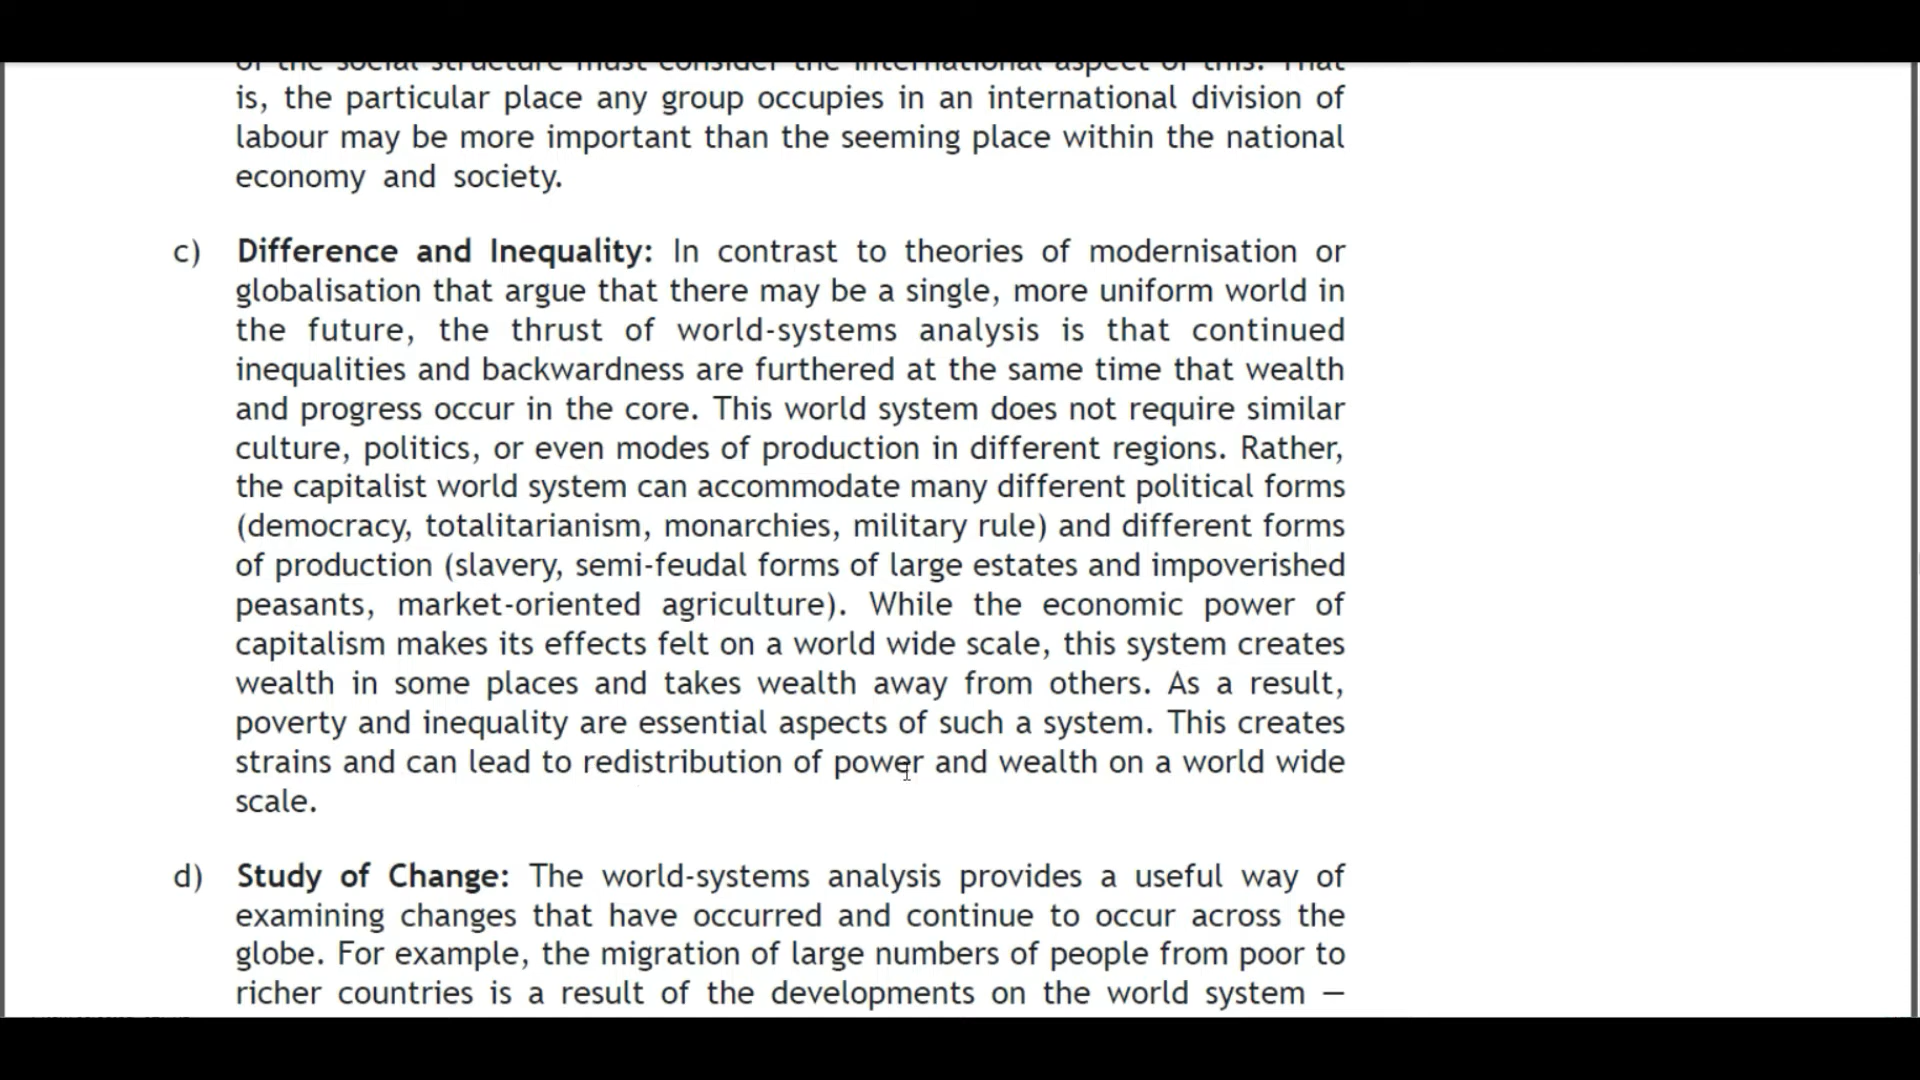 of the social structure must consider the international aspect of this. That
is, the particular place any group occupies in an international division of
labour may be more important than the seeming place within the national
economy and society.
c) Difference and Inequality: In contrast to theories of modernisation or
globalisation that argue that there may be a single, more uniform world in
the future, the thrust of world-systems analysis is that continued
inequalities and backwardness are furthered at the same time that wealth
and progress occur in the core. This world system does not require similar
culture, politics, or even modes of production in different regions. Rather,
the capitalist world system can accommodate many different political forms
(democracy, totalitarianism, monarchies, military rule) and different forms
of production (slavery, semi-feudal forms of large estates and impoverished
peasants, market-oriented agriculture). While the economic power of
capitalism makes its effects felt on a world wide scale, this system creates
wealth in some places and takes wealth away from others. As a result,
poverty and inequality are essential aspects of such a system. This creates
strains and can lead to redistribution of power and wealth on a world wide
scale.
d) Study of Change: The world-systems analysis provides a useful way of
examining changes that have occurred and continue to occur across the
globe. For example, the migration of large numbers of people from poor to
richer countries is a result of the developments on the world system —